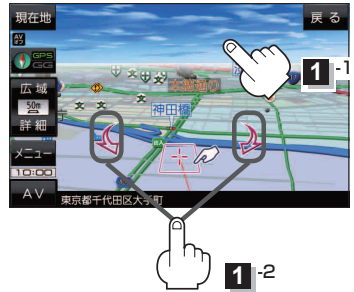 現在地
戻る
AV
オフ
GPS
GG
本郷通り
1-1
広域
50m
詳細
神田橋
メニュー
10:00
AV
東京都千代田区大手町
1-2